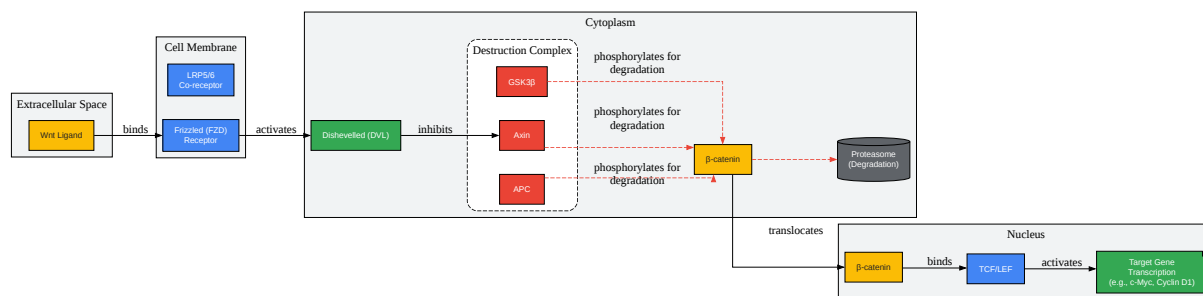 Cytoplasm
Cell Membrane
Destruction Complex
phosphorylates for
degradation
LRP5/6
Co-receptor
GSK3β
Extracellular Space
phosphorylates for
degradation
Wnt Ligand
binds
Frizzled (FZD)
Receptor
activates
Dishevelled (DVL)
inhibits
Axin
β-catenin
Proteasome
(Degradation)
phosphorylates for
degradation
APC
translocates
Nucleus
β-catenin
binds
TCF/LEF
activates
Target Gene
Transcription
(e.g., c-Myc, Cyclin D1)